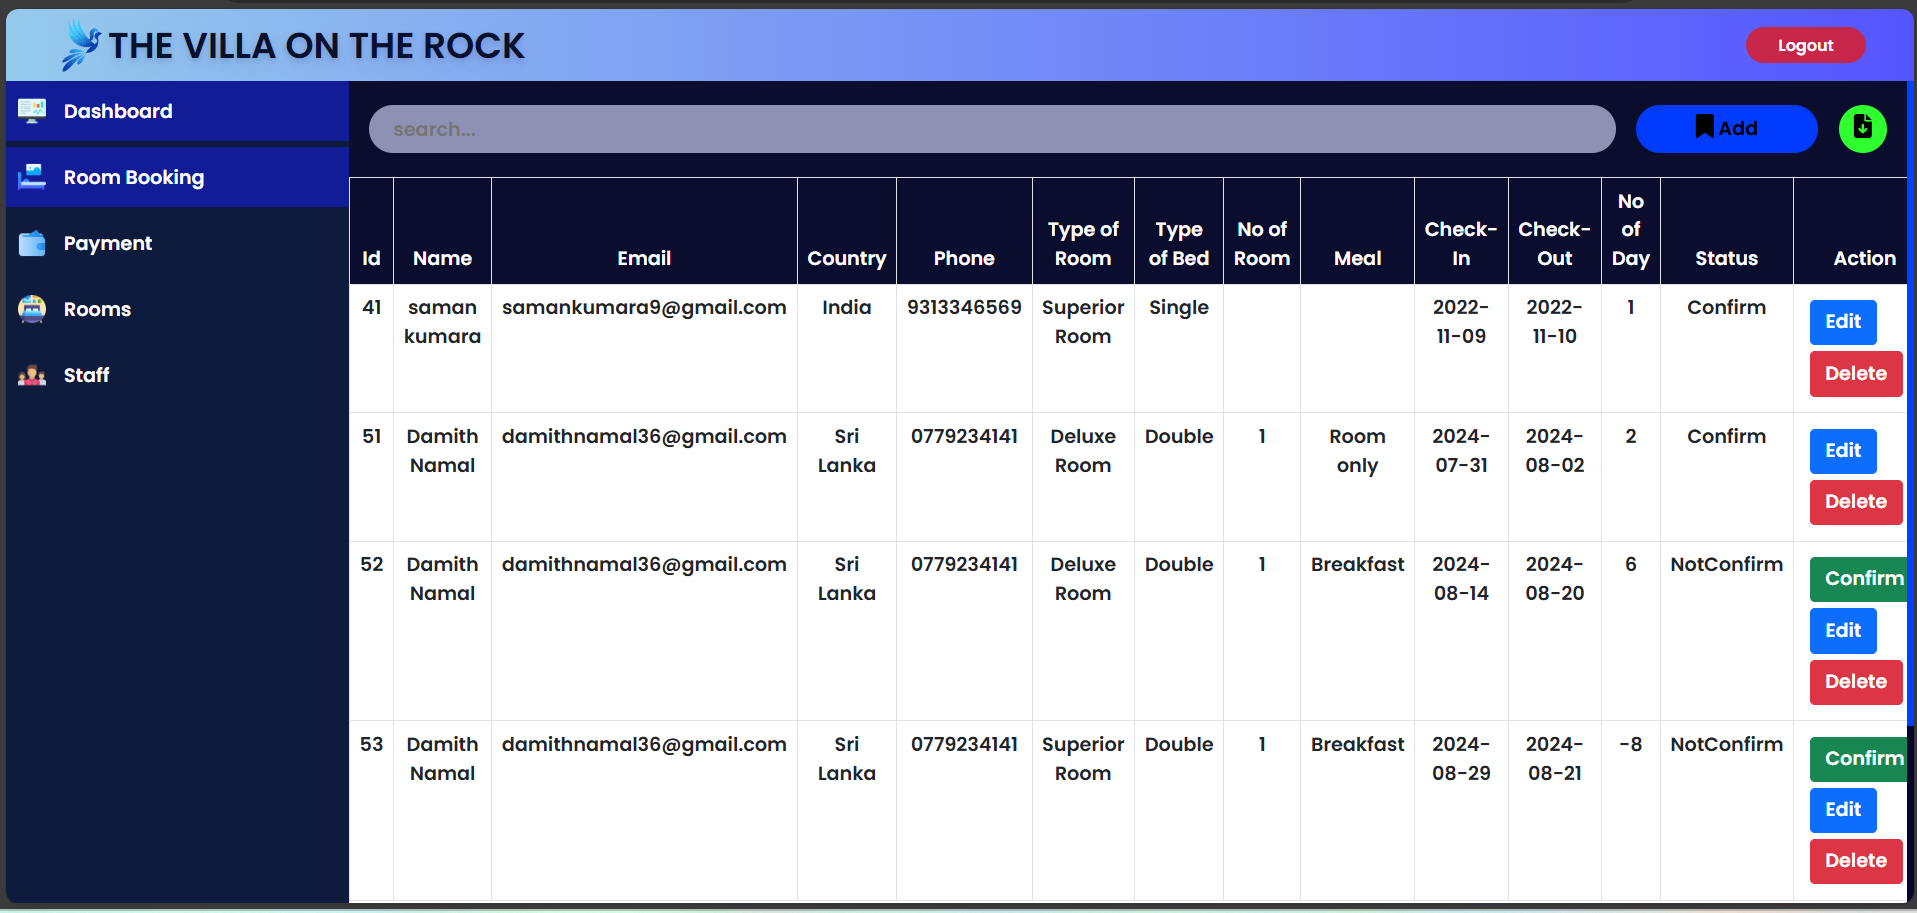 THE VILLA ON THE ROCK
Logout
Dashboard
Room Booking
Payment
Rooms
Staff
search...
Add
Id Name Email Country Phone Type of Room Type of Bed No of Room Meal Check-In Check-Out No of Day Status Action
41 saman kumara samankumara9@gmail.com India 9313346569 Superior Room Single 2022-11-09 2022-11-10 1 Confirm
Edit
Delete
51 Damith Namal damithnamal36@gmail.com Sri Lanka 0779234141 Deluxe Room Double 1 Room only 2024-07-31 2024-08-02 2 Confirm
Edit
Delete
52 Damith Namal damithnamal36@gmail.com Sri Lanka 0779234141 Deluxe Room Double 1 Breakfast 2024-08-14 2024-08-20 6 NotConfirm
Confirm
Edit
Delete
53 Damith Namal damithnamal36@gmail.com Sri Lanka 0779234141 Superior Room Double 1 Breakfast 2024-08-29 2024-08-21 -8 NotConfirm
Confirm
Edit
Delete